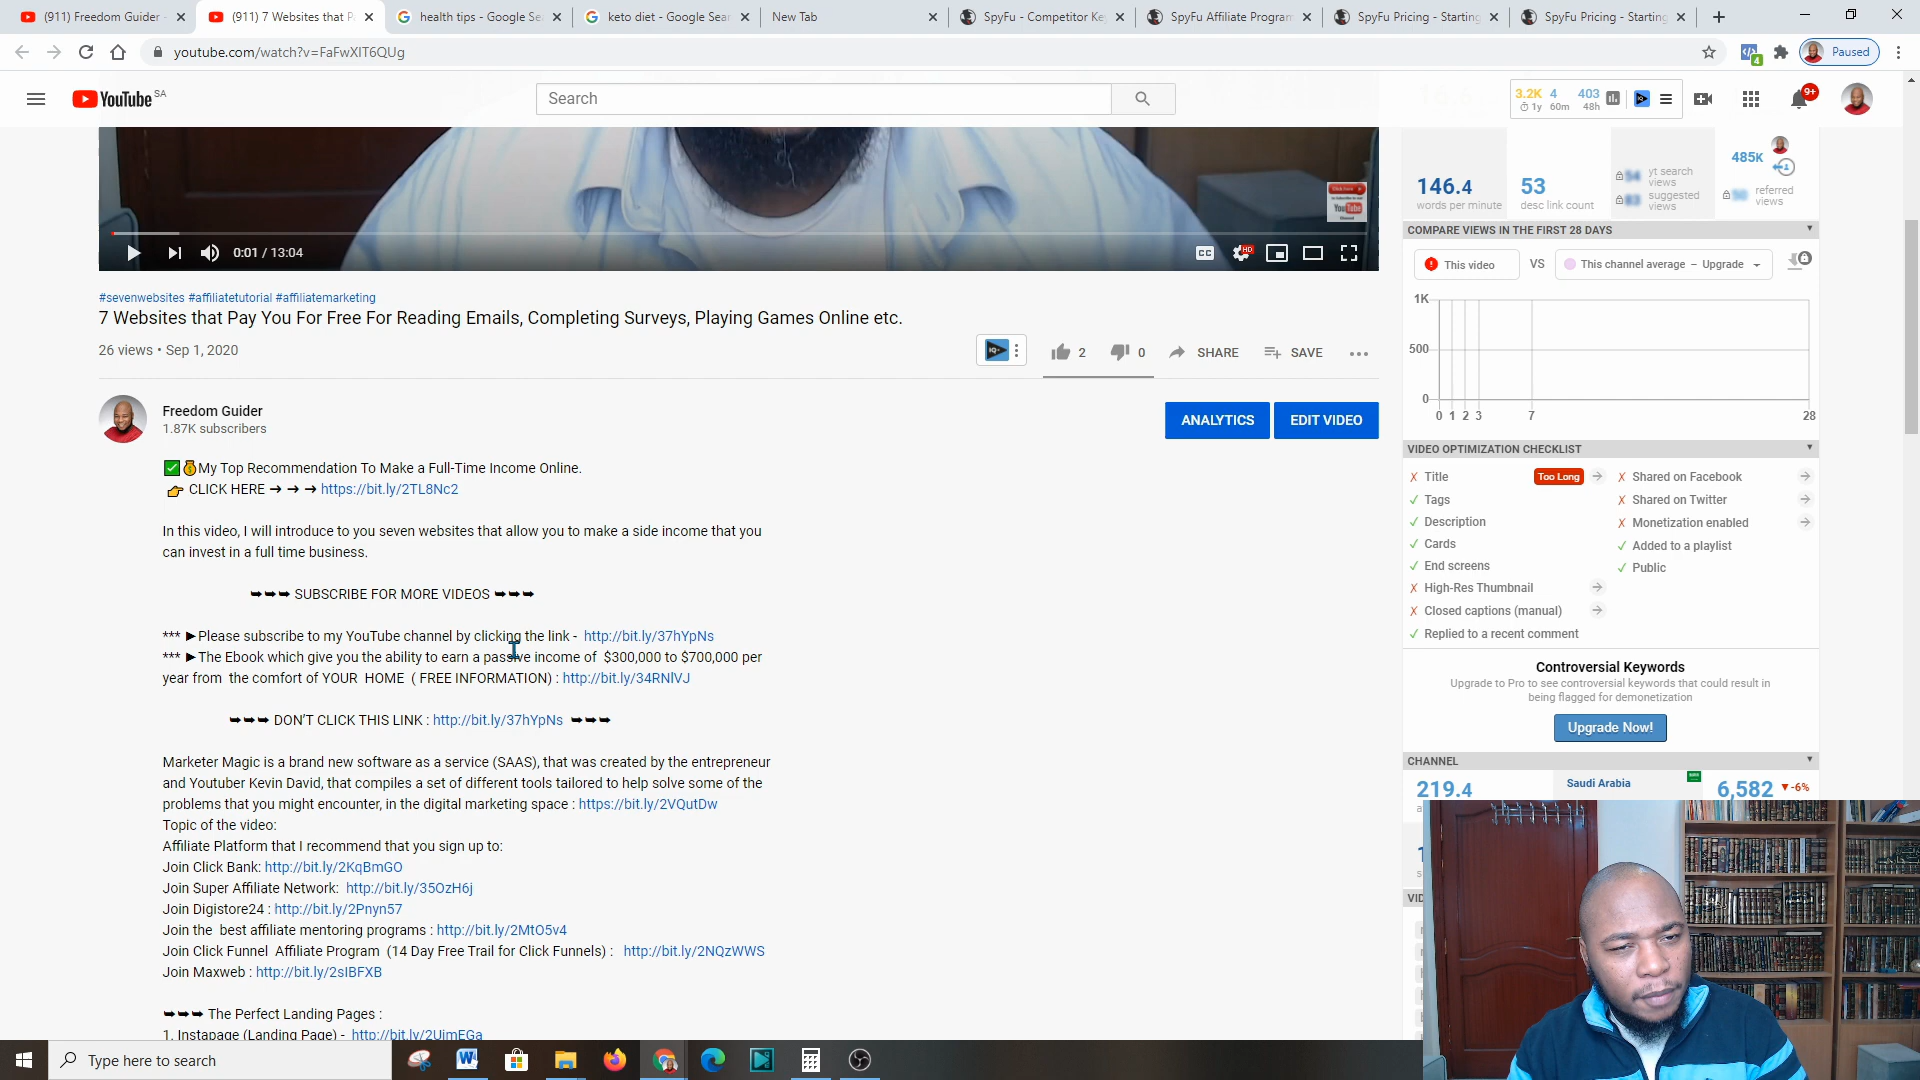 (911) Freedom Guider -
(911) 7 Websites that P
health tips - Google Sea
keto diet - Google Sear
New Tab
SpyFu - Competitor Ke
SpyFu Affiliate Program
SpyFu Pricing - Starting
SpyFu Pricing - Starting
youtube.com/watch?v=FaFwXIT6QUg
4
Paused
YouTube SA
Search
3.2K 4 403
1y 60m 48h
9+
Click here
YouTube
0:01 / 13:04
CC
HD
#sevenwebsites #affiliatetutorial #affiliatemarketing
7 Websites that Pay You For Free For Reading Emails, Completing Surveys, Playing Games Online etc.
26 views • Sep 1, 2020
2
0
SHARE
SAVE
Freedom Guider
1.87K subscribers
ANALYTICS
EDIT VIDEO
✅💰My Top Recommendation To Make a Full-Time Income Online.
👉 CLICK HERE ➔ ➔ ➔ https://bit.ly/2TL8Nc2
In this video, I will introduce to you seven websites that allow you to make a side income that you
can invest in a full time business.
➥➥➥ SUBSCRIBE FOR MORE VIDEOS ➥➥➥
*** ►Please subscribe to my YouTube channel by clicking the link - http://bit.ly/37hYpNs
*** ►The Ebook which give you the ability to earn a passive income of $300,000 to $700,000 per
year from the comfort of YOUR HOME ( FREE INFORMATION) : http://bit.ly/34RNlVJ
➥➥➥ DON'T CLICK THIS LINK : http://bit.ly/37hYpNs ➥➥➥
Marketer Magic is a brand new software as a service (SAAS), that was created by the entrepreneur
and Youtuber Kevin David, that compiles a set of different tools tailored to help solve some of the
problems that you might encounter, in the digital marketing space : https://bit.ly/2VQutDw
Topic of the video:
Affiliate Platform that I recommend that you sign up to:
Join Click Bank: http://bit.ly/2KqBmGO
Join Super Affiliate Network: http://bit.ly/35OzH6j
Join Digistore24 : http://bit.ly/2Pnyn57
Join the best affiliate mentoring programs : http://bit.ly/2MtO5v4
Join Click Funnel Affiliate Program (14 Day Free Trail for Click Funnels) : http://bit.ly/2NQzWWS
Join Maxweb : http://bit.ly/2sIBFXB
➥➥➥ The Perfect Landing Pages :
1. Instapage (Landing Page) - http://bit.ly/2UimEGa
146.4
words per minute
53
desc link count
yt search views
suggested views
485K
referred views
COMPARE VIEWS IN THE FIRST 28 DAYS
This video
VS
This channel average – Upgrade
1K
500
0
0 1 2 3 7 28
VIDEO OPTIMIZATION CHECKLIST
✗ Title Too Long
✓ Tags
✓ Description
✓ Cards
✓ End screens
✗ High-Res Thumbnail
✗ Closed captions (manual)
✓ Replied to a recent comment
✗ Shared on Facebook
✗ Shared on Twitter
✗ Monetization enabled
✓ Added to a playlist
✓ Public
Controversial Keywords
Upgrade to Pro to see controversial keywords that could result in
being flagged for demonetization
Upgrade Now!
CHANNEL
219.4
Saudi Arabia
6,582 ▼-6%
Type here to search